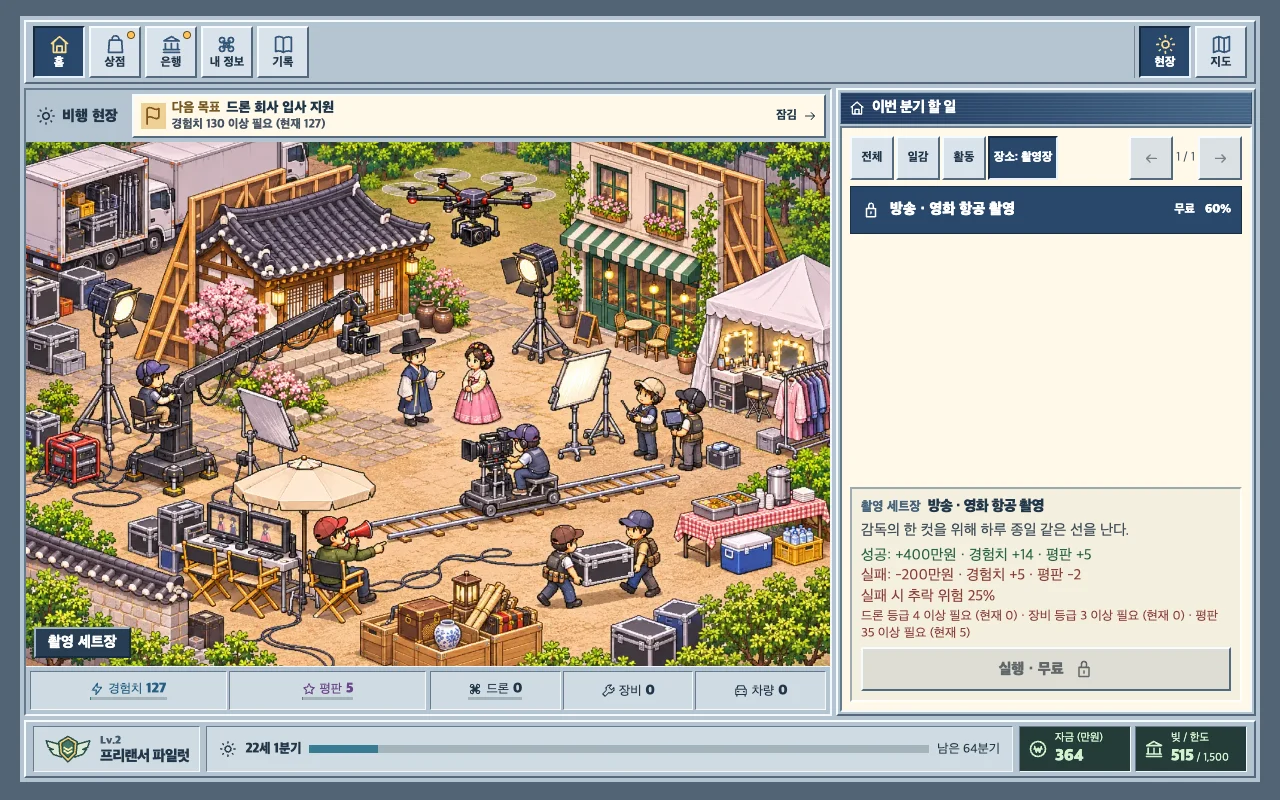 홈
상점
은행
내 정보
기록
현장
지도
비행 현장
다음 목표 드론 회사 입사 지원
경험치 130 이상 필요 (현재 127)
잠김 →
촬영 세트장
경험치 127
평판 5
드론 0
장비 0
차량 0
이번 분기 할 일
전체
일감
활동
장소: 촬영장
←
1 / 1
→
방송 · 영화 항공 촬영
무료 60%
촬영 세트장 방송 · 영화 항공 촬영
감독의 한 컷을 위해 하루 종일 같은 선을 난다.
성공: +400만원 · 경험치 +14 · 평판 +5
실패: -200만원 · 경험치 +5 · 평판 -2
실패 시 추락 위험 25%
드론 등급 4 이상 필요 (현재 0) · 장비 등급 3 이상 필요 (현재 0) · 평판
35 이상 필요 (현재 5)
실행 · 무료
Lv.2
프리랜서 파일럿
22세 1분기
남은 64분기
자금 (만원)
364
빚 / 한도
515 / 1,500